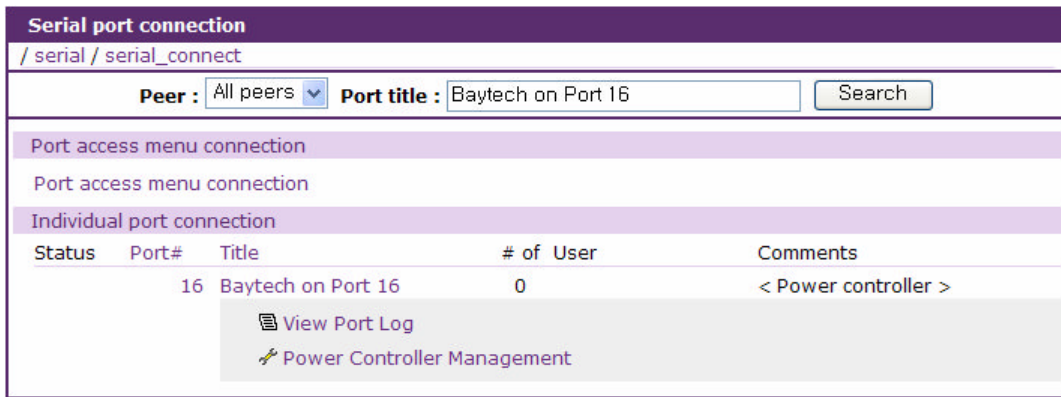 Serial port connection
/ serial / serial_connect
Peer : All peers Port title : Baytech on Port 16 Search
Port access menu connection
Port access menu connection
Individual port connection
Status Port# Title # of User Comments
16 Baytech on Port 16 0 < Power controller >
View Port Log
Power Controller Management